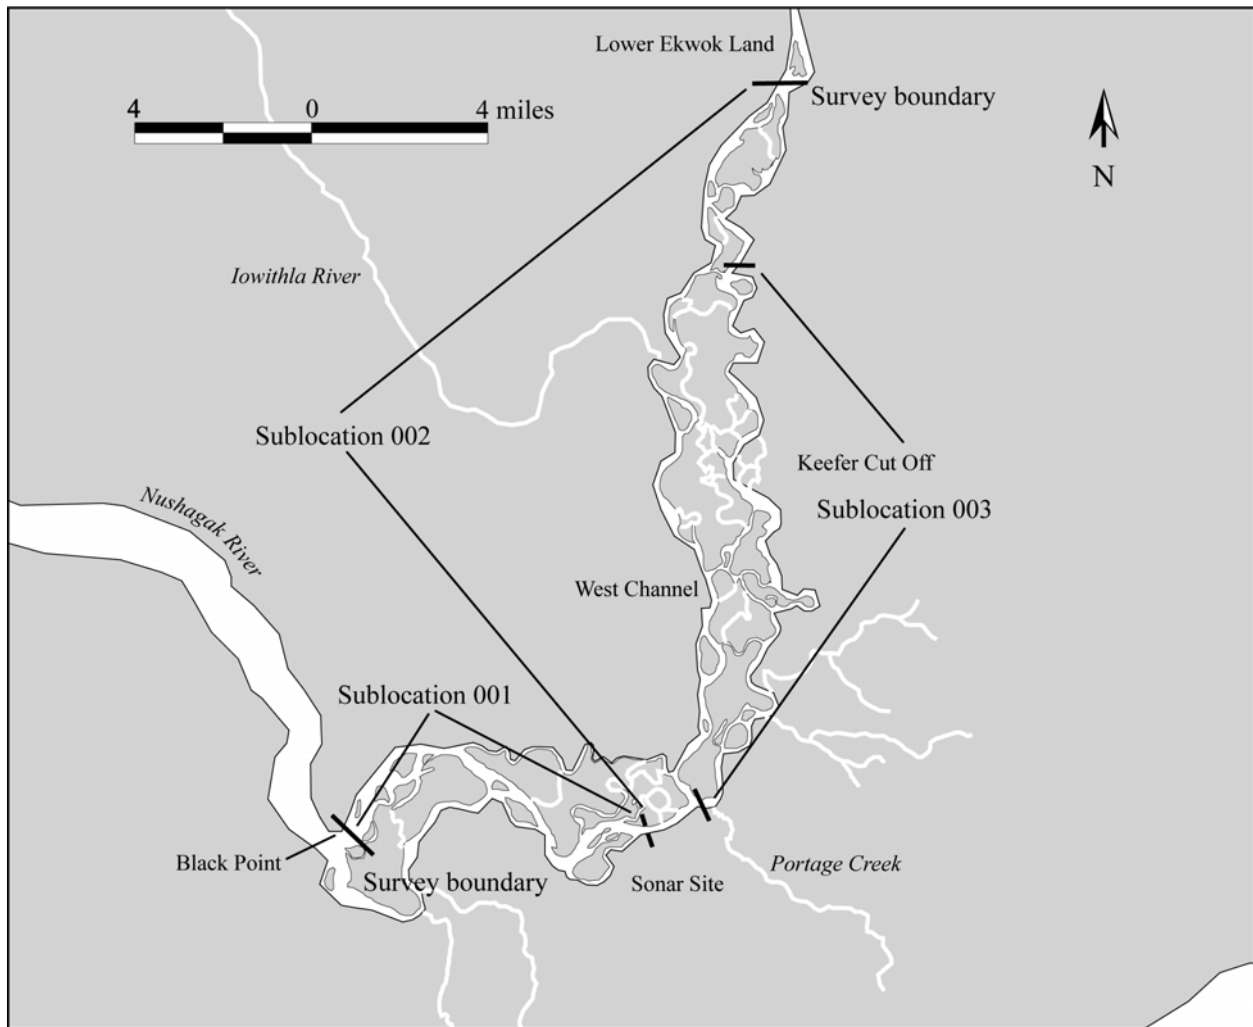 Lower Ekwok Land
4 0 4 miles
Survey boundary
N
Iowithla River
Sublocation 002
Keefer Cut Off
Nushagak River
Sublocation 003
West Channel
Sublocation 001
Black Point
Survey boundary
Sonar Site
Portage Creek